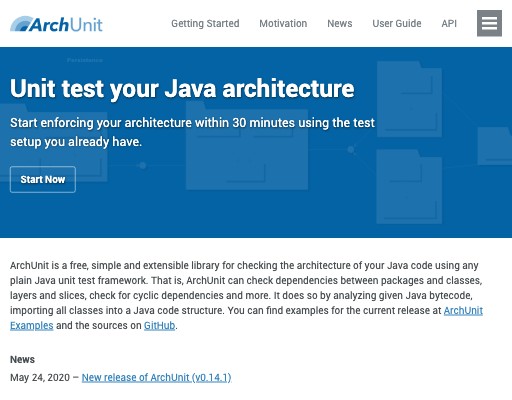 ArchUnit
Getting Started Motivation News User Guide API
Unit test your Java architecture
Start enforcing your architecture within 30 minutes using the test
setup you already have.
Start Now
ArchUnit is a free, simple and extensible library for checking the architecture of your Java code using any
plain Java unit test framework. That is, ArchUnit can check dependencies between packages and classes,
layers and slices, check for cyclic dependencies and more. It does so by analyzing given Java bytecode,
importing all classes into a Java code structure. You can find examples for the current release at ArchUnit
Examples and the sources on GitHub.
News
May 24, 2020 – New release of ArchUnit (v0.14.1)